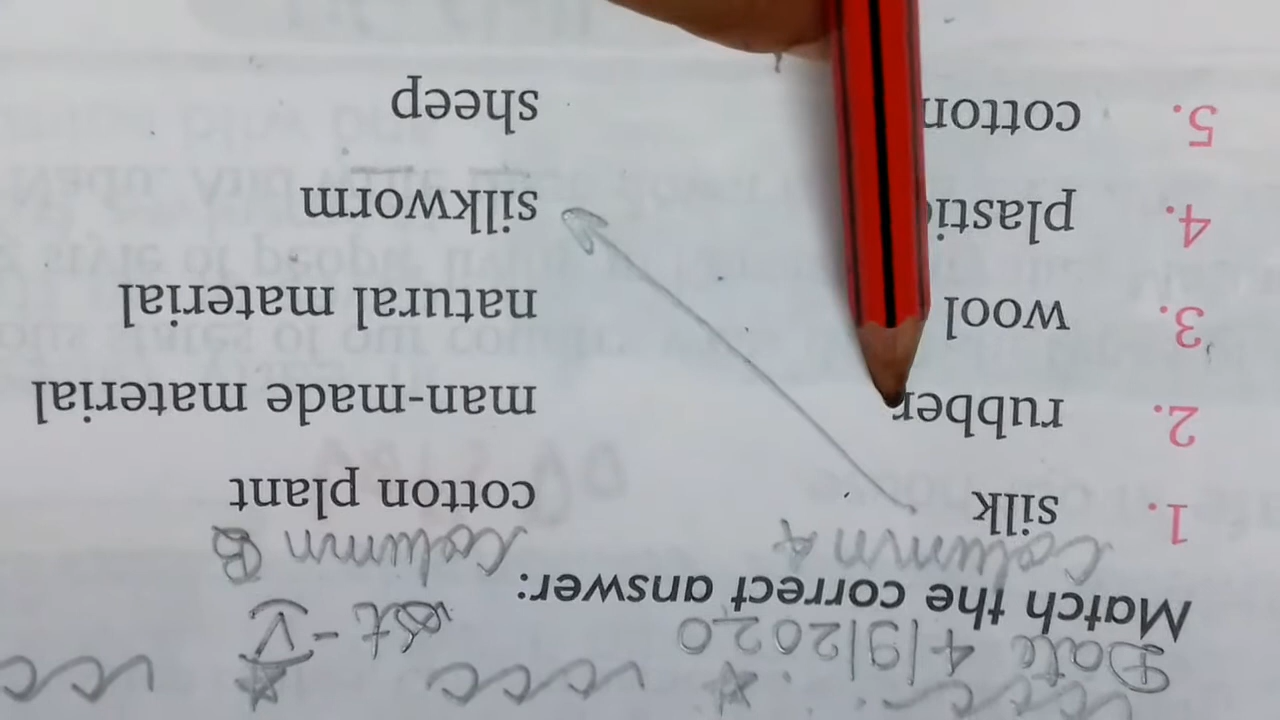 Date 4/9/2020 St - V
Match the correct answer:
Column A Column B
1. silk cotton plant
2. rubber man-made material
3. wool natural material
4. plastic silkworm
5. cotton sheep